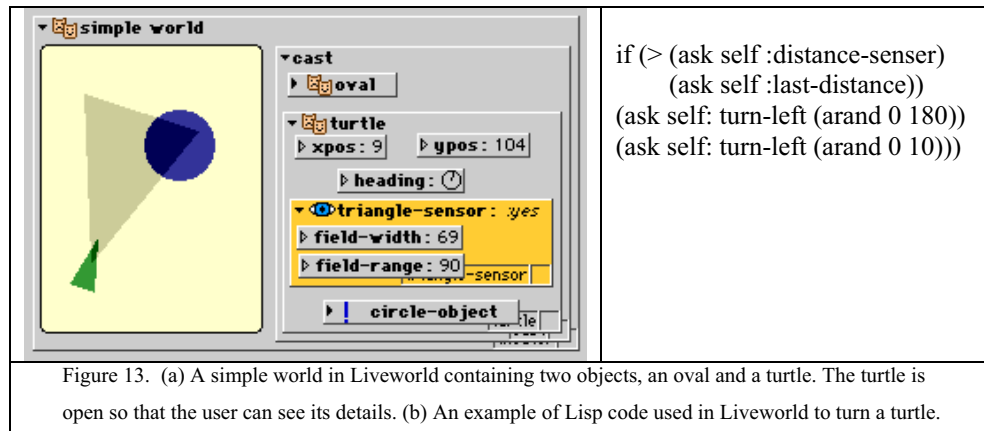 simple world
cast
oval
turtle
xpos: 9
ypos: 104
heading:
triangle-sensor: :yes
field-width: 69
field-range: 90
circle-object
if (> (ask self :distance-senser)
(ask self :last-distance))
(ask self: turn-left (arand 0 180))
(ask self: turn-left (arand 0 10)))
Figure 13. (a) A simple world in Liveworld containing two objects, an oval and a turtle. The turtle is
open so that the user can see its details. (b) An example of Lisp code used in Liveworld to turn a turtle.